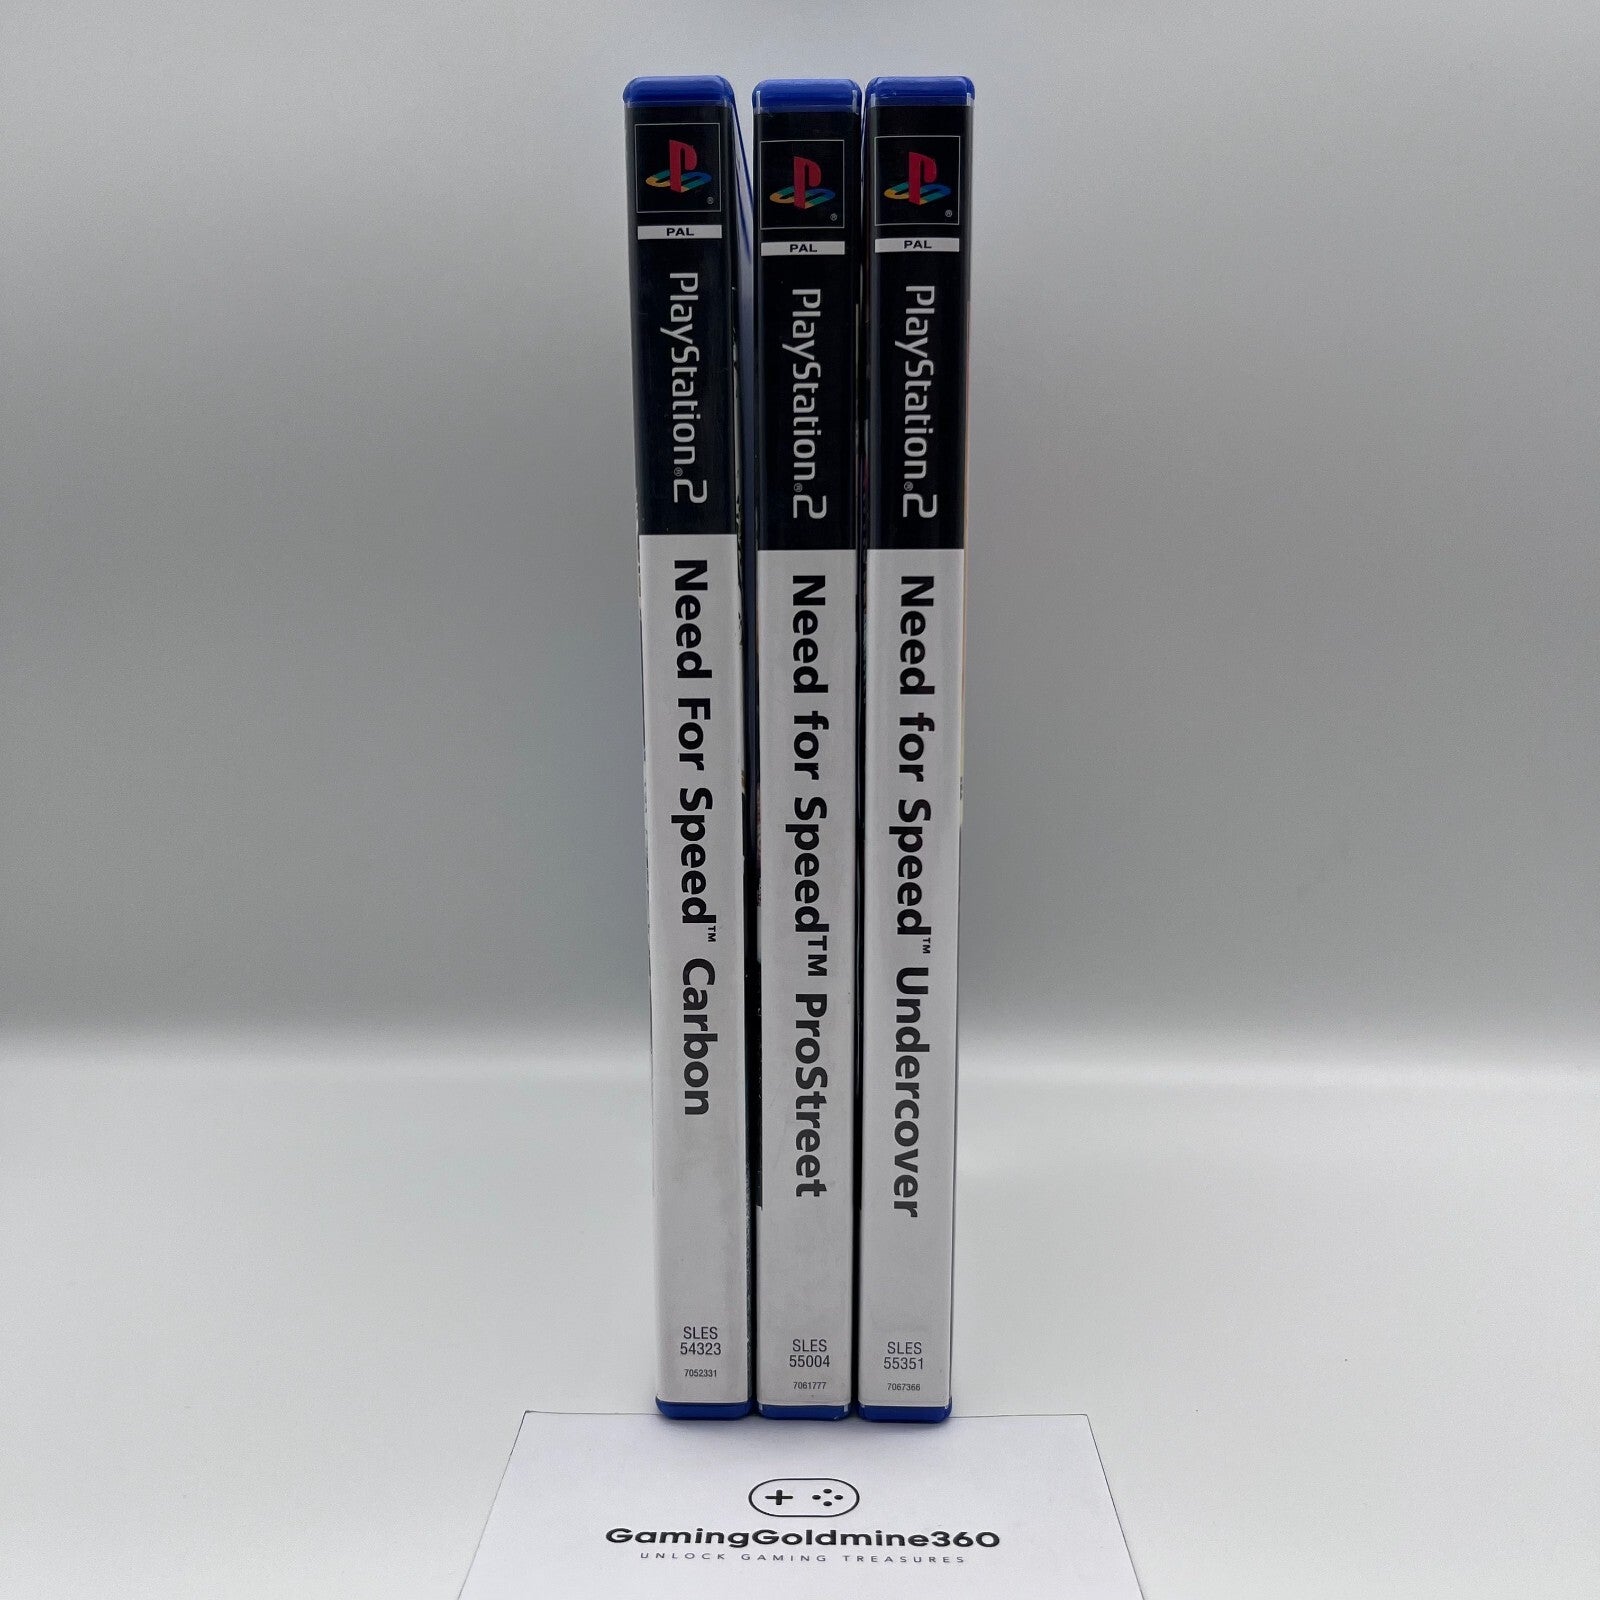 PAL
PlayStation®2
Need For Speed™ Carbon
SLES
54323
7052331
PAL
PlayStation®2
Need for Speed™ ProStreet
SLES
55004
7061777
PAL
PlayStation®2
Need for Speed™ Undercover
SLES
55351
7067366
GamingGoldmine360
UNLOCK GAMING TREASURES